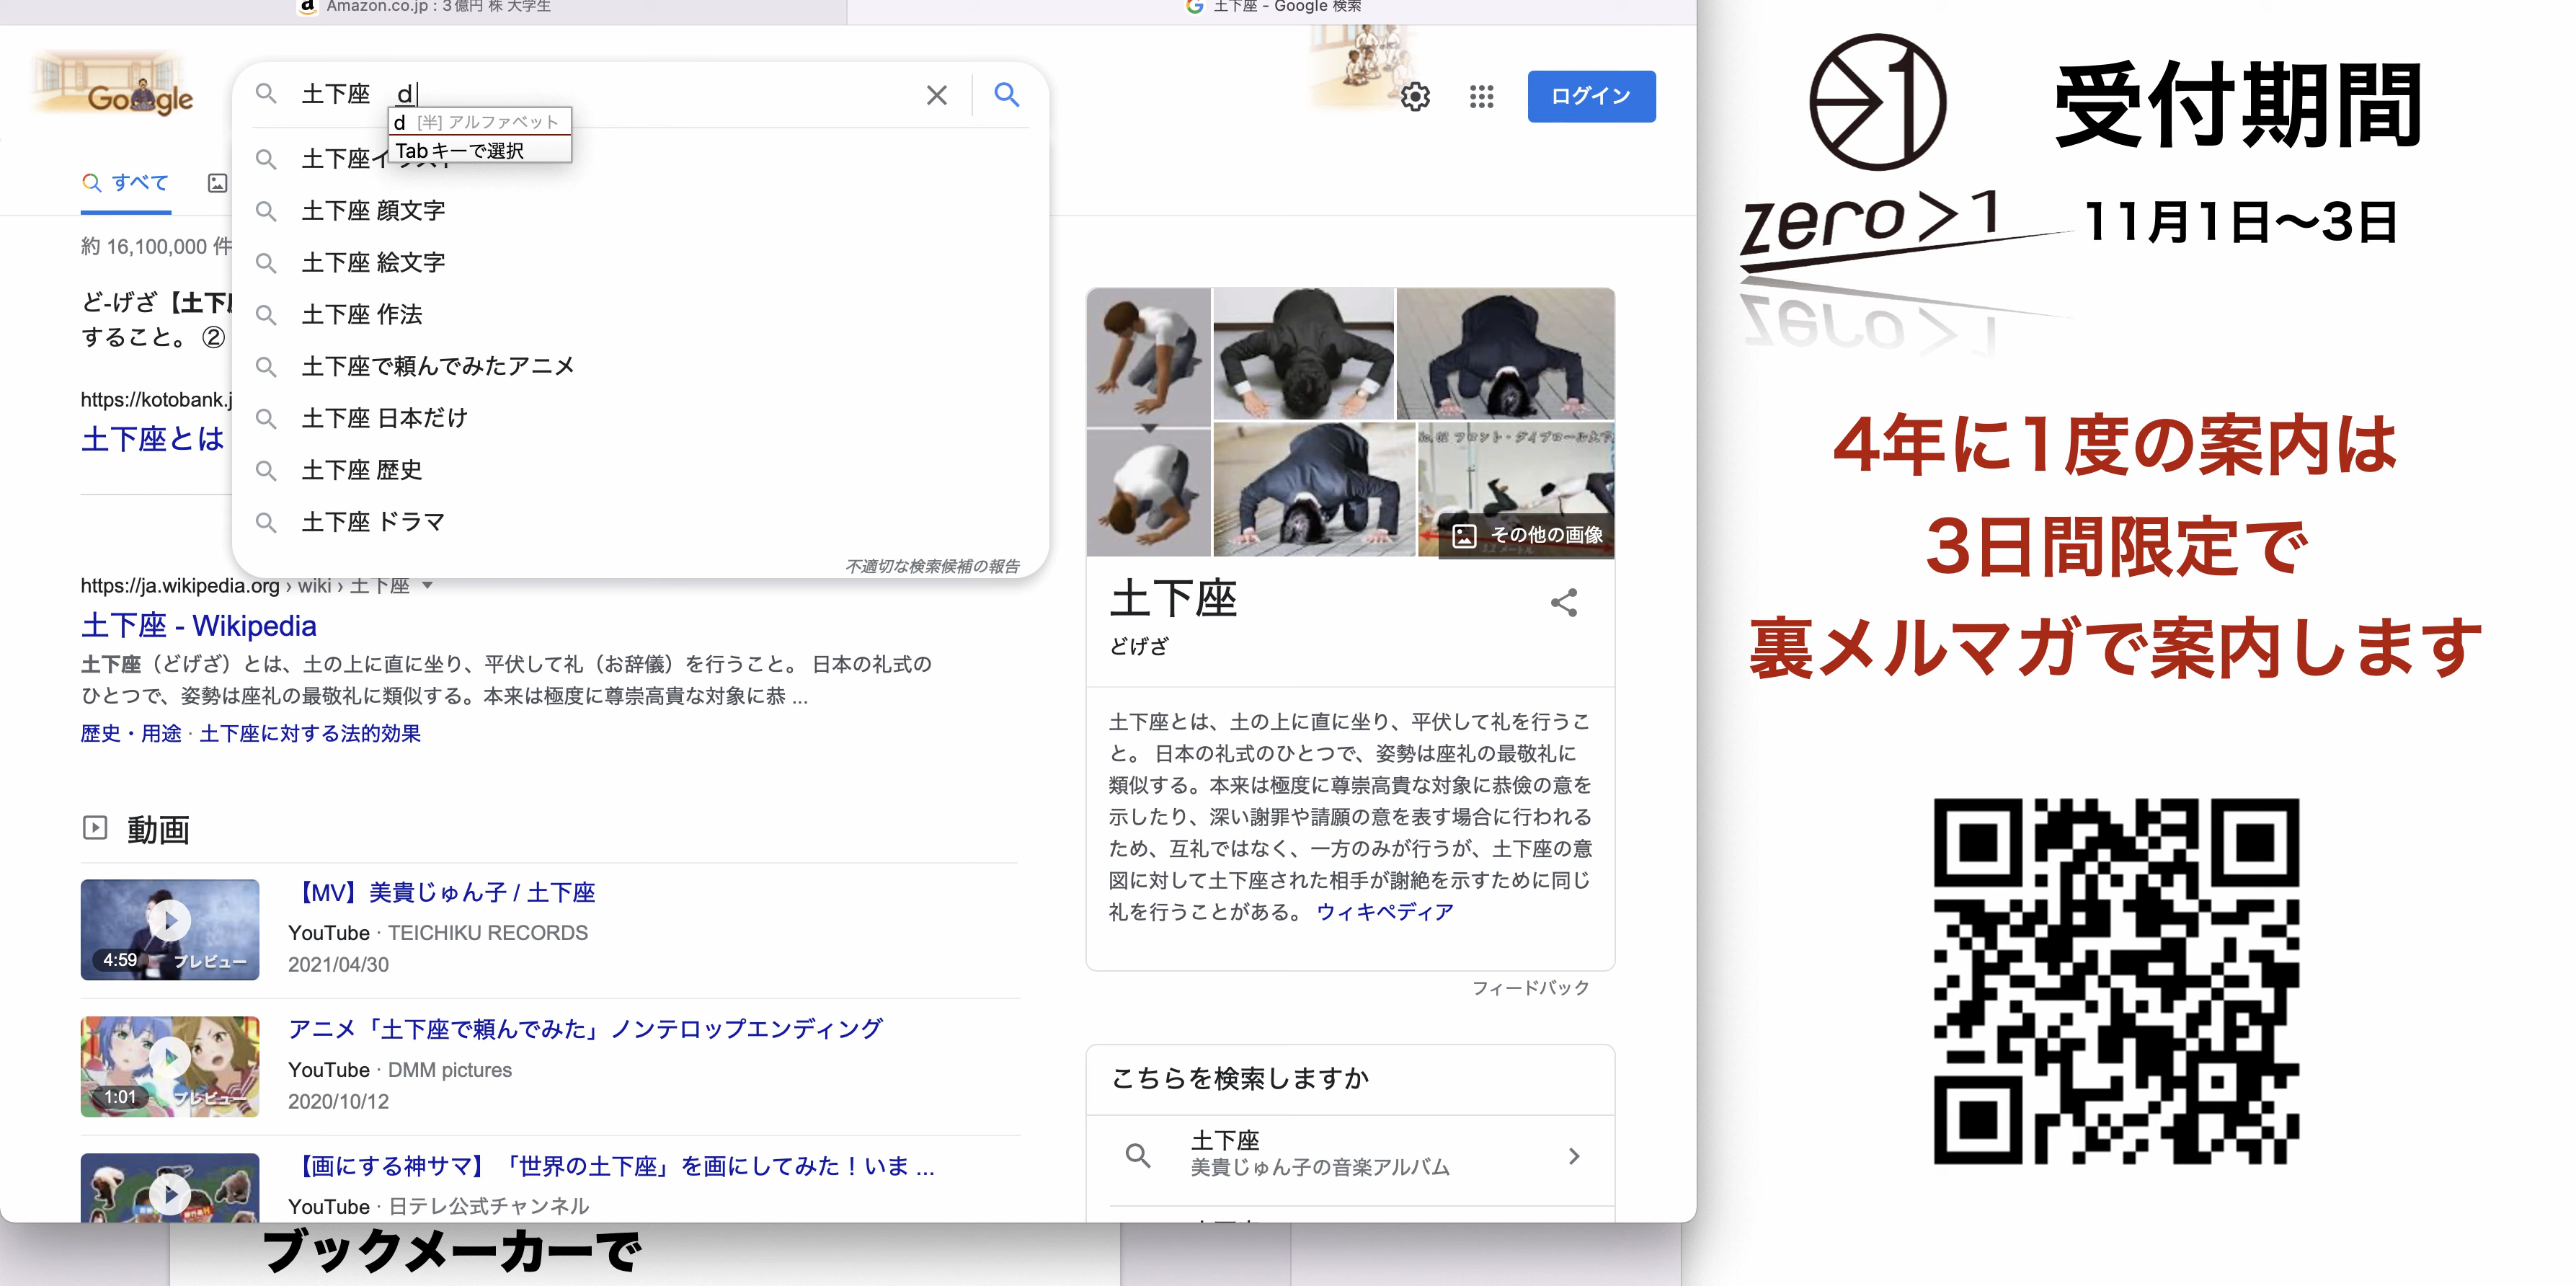 Amazon.co.jp : 3億円 株 大学生
土下座 - Google 検索
Google
土下座 d
d [半] アルファベット
Tabキーで選択
ログイン
土下座イラスト
土下座 顔文字
土下座 絵文字
土下座 作法
土下座で頼んでみたアニメ
土下座 日本だけ
土下座 歴史
土下座 ドラマ
不適切な検索候補の報告
すべて
約 16,100,000 件
ど-げざ【土下座
すること。 ②
https://kotobank.j
土下座とは
https://ja.wikipedia.org › wiki › 土下座
土下座 - Wikipedia
土下座（どげざ）とは、土の上に直に坐り、平伏して礼（お辞儀）を行うこと。 日本の礼式の
ひとつで、姿勢は座礼の最敬礼に類似する。本来は極度に尊崇高貴な対象に恭 ...
歴史・用途 · 土下座に対する法的効果
動画
【MV】美貴じゅん子 / 土下座
YouTube · TEICHIKU RECORDS
2021/04/30
4:59 プレビュー
アニメ「土下座で頼んでみた」ノンテロップエンディング
YouTube · DMM pictures
2020/10/12
1:01 プレビュー
【画にする神サマ】「世界の土下座」を画にしてみた！いま ...
YouTube · 日テレ公式チャンネル
その他の画像
土下座
どげざ
土下座とは、土の上に直に坐り、平伏して礼を行うこ
と。 日本の礼式のひとつで、姿勢は座礼の最敬礼に
類似する。本来は極度に尊崇高貴な対象に恭倹の意を
示したり、深い謝罪や請願の意を表す場合に行われる
ため、互礼ではなく、一方のみが行うが、土下座の意
図に対して土下座された相手が謝絶を示すために同じ
礼を行うことがある。 ウィキペディア
フィードバック
こちらを検索しますか
土下座
美貴じゅん子の音楽アルバム
ブックメーカーで
受付期間
zero>1
11月1日〜3日
4年に1度の案内は
3日間限定で
裏メルマガで案内します